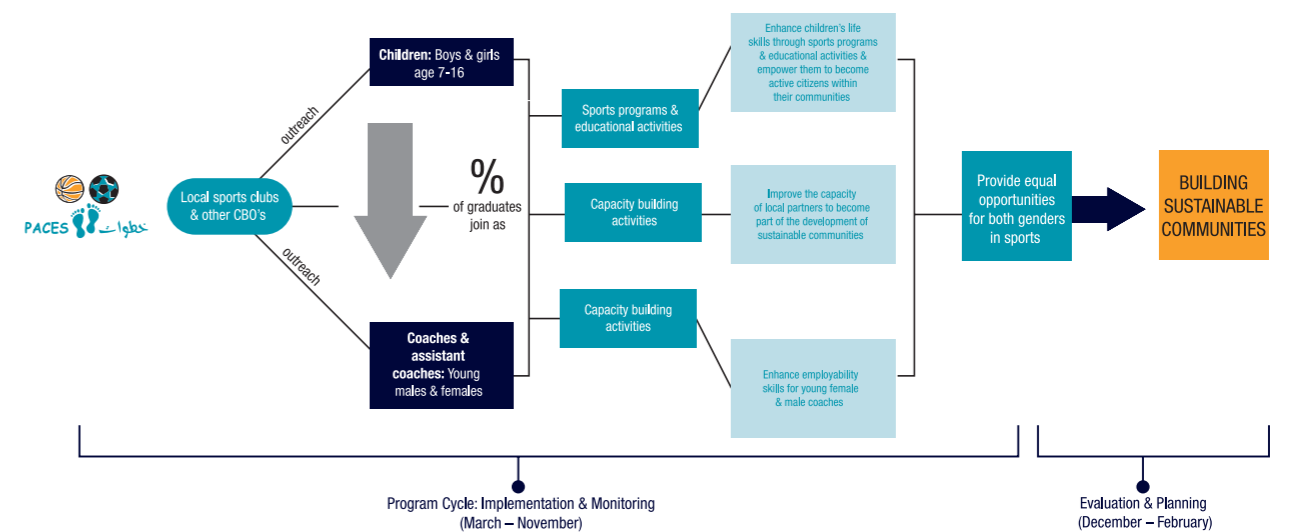 PACES خطوات
Local sports clubs
& other CBO's
outreach
outreach
Children: Boys & girls
age 7-16
%
of graduates
join as
Coaches &
assistant
coaches: Young
males & females
Sports programs &
educational activities
Capacity building
activities
Capacity building
activities
Enhance children's life
skills through sports programs
& educational activities &
empower them to become
active citizens within
their communities
Improve the capacity
of local partners to become
part of the development of
sustainable communities
Enhance employability
skills for young female
& male coaches
Provide equal
opportunities
for both genders
in sports
BUILDING
SUSTAINABLE
COMMUNITIES
Program Cycle: Implementation & Monitoring
(March – November)
Evaluation & Planning
(December – February)